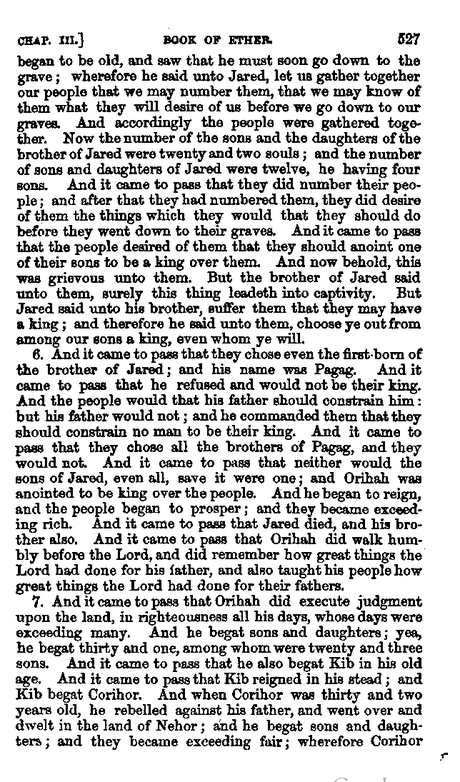 CHAP. III.] BOOK OF ETHER. 527
began to be old, and saw that he must soon go down to the
grave; wherefore he said unto Jared, let us gather together
our people that we may number them, that we may know of
them what they will desire of us before we go down to our
graves. And accordingly the people were gathered toge-
ther. Now the number of the sons and the daughters of the
brother of Jared were twenty and two souls; and the number
of sons and daughters of Jared were twelve, he having four
sons. And it came to pass that they did number their peo-
ple; and after that they had numbered them, they did desire
of them the things which they would that they should do
before they went down to their graves. And it came to pass
that the people desired of them that they should anoint one
of their sons to be a king over them. And now behold, this
was grievous unto them. But the brother of Jared said
unto them, surely this thing leadeth into captivity. But
Jared said unto his brother, suffer them that they may have
a king; and therefore he said unto them, choose ye out from
among our sons a king, even whom ye will.
6. And it came to pass that they chose even the first-born of
the brother of Jared; and his name was Pagag. And it
came to pass that he refused and would not be their king.
And the people would that his father should constrain him:
but his father would not; and he commanded them that they
should constrain no man to be their king. And it came to
pass that they chose all the brothers of Pagag, and they
would not. And it came to pass that neither would the
sons of Jared, even all, save it were one; and Orihah was
anointed to be king over the people. And he began to reign,
and the people began to prosper; and they became exceed-
ing rich. And it came to pass that Jared died, and his bro-
ther also. And it came to pass that Orihah did walk hum-
bly before the Lord, and did remember how great things the
Lord had done for his father, and also taught his people how
great things the Lord had done for their fathers.
7. And it came to pass that Orihah did execute judgment
upon the land, in righteousness all his days, whose days were
exceeding many. And he begat sons and daughters; yea,
he begat thirty and one, among whom were twenty and three
sons. And it came to pass that he also begat Kib in his old
age. And it came to pass that Kib reigned in his stead; and
Kib begat Corihor. And when Corihor was thirty and two
years old, he rebelled against his father, and went over and
dwelt in the land of Nehor; and he begat sons and daugh-
ters; and they became exceeding fair; wherefore Corihor